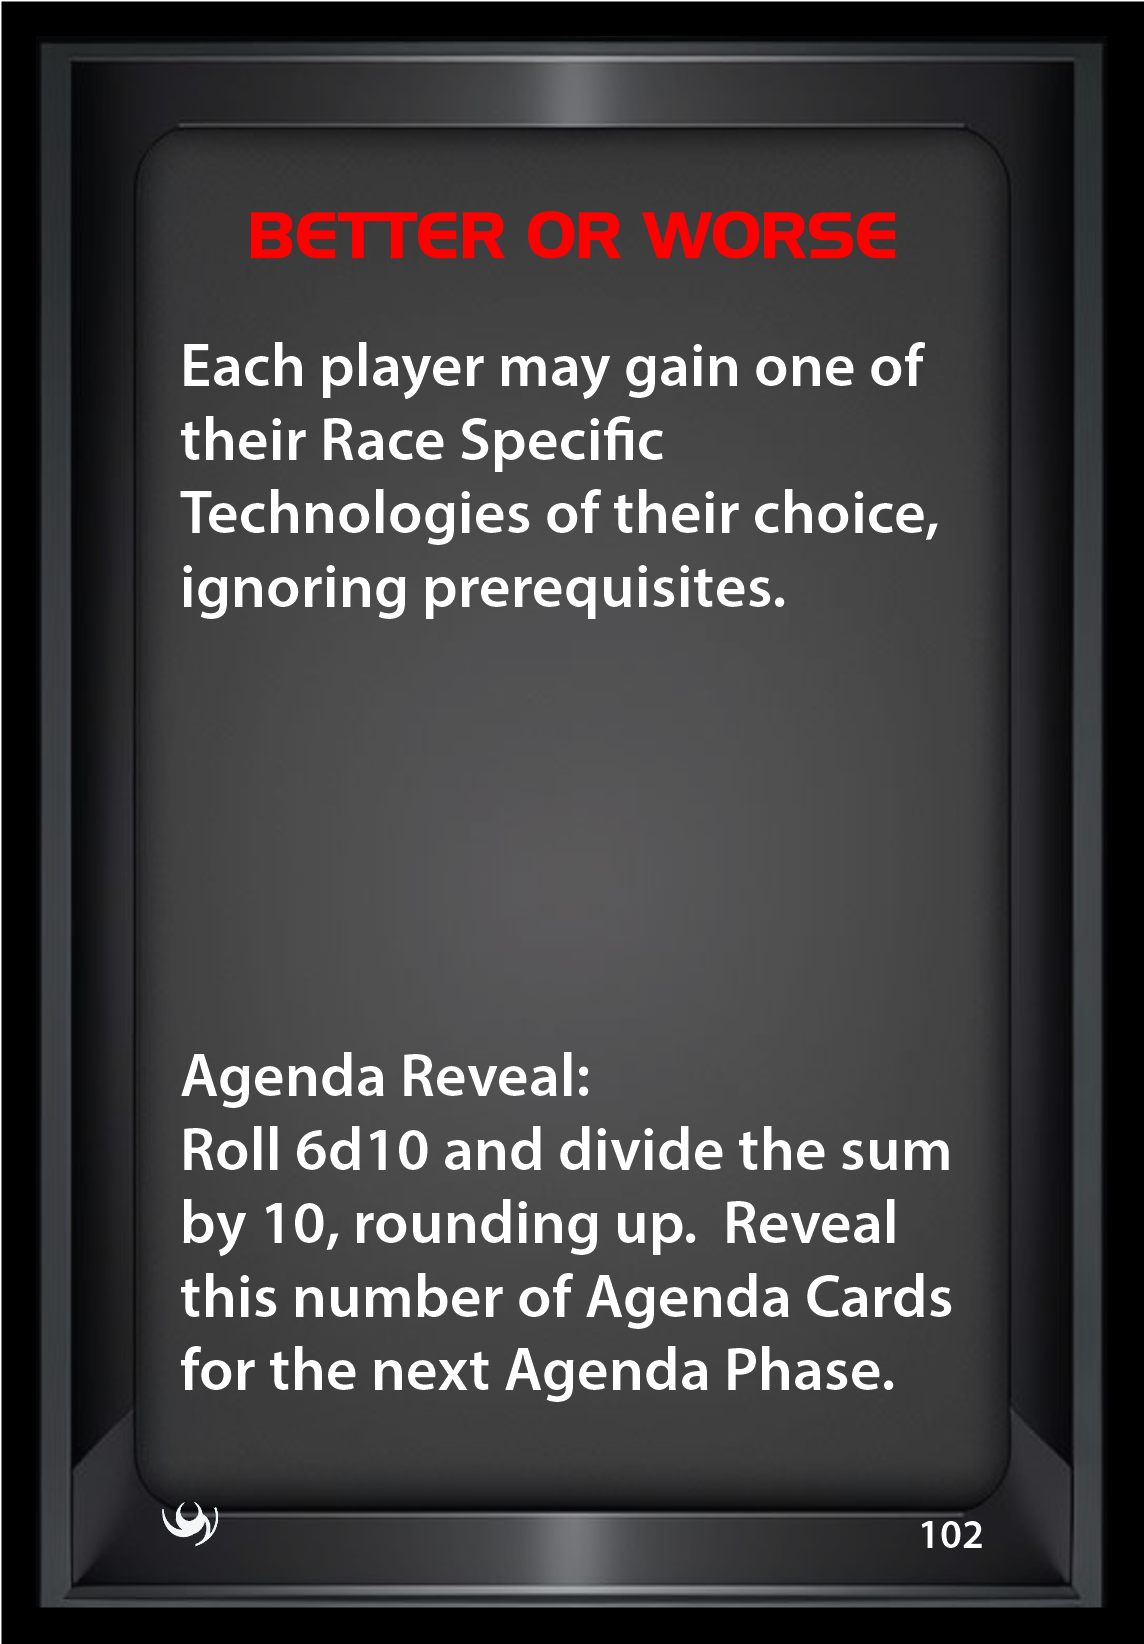 BETTER OR WORSE
Each player may gain one of
their Race Specific
Technologies of their choice,
ignoring prerequisites.
Agenda Reveal:
Roll 6d10 and divide the sum
by 10, rounding up.  Reveal
this number of Agenda Cards
for the next Agenda Phase.
102